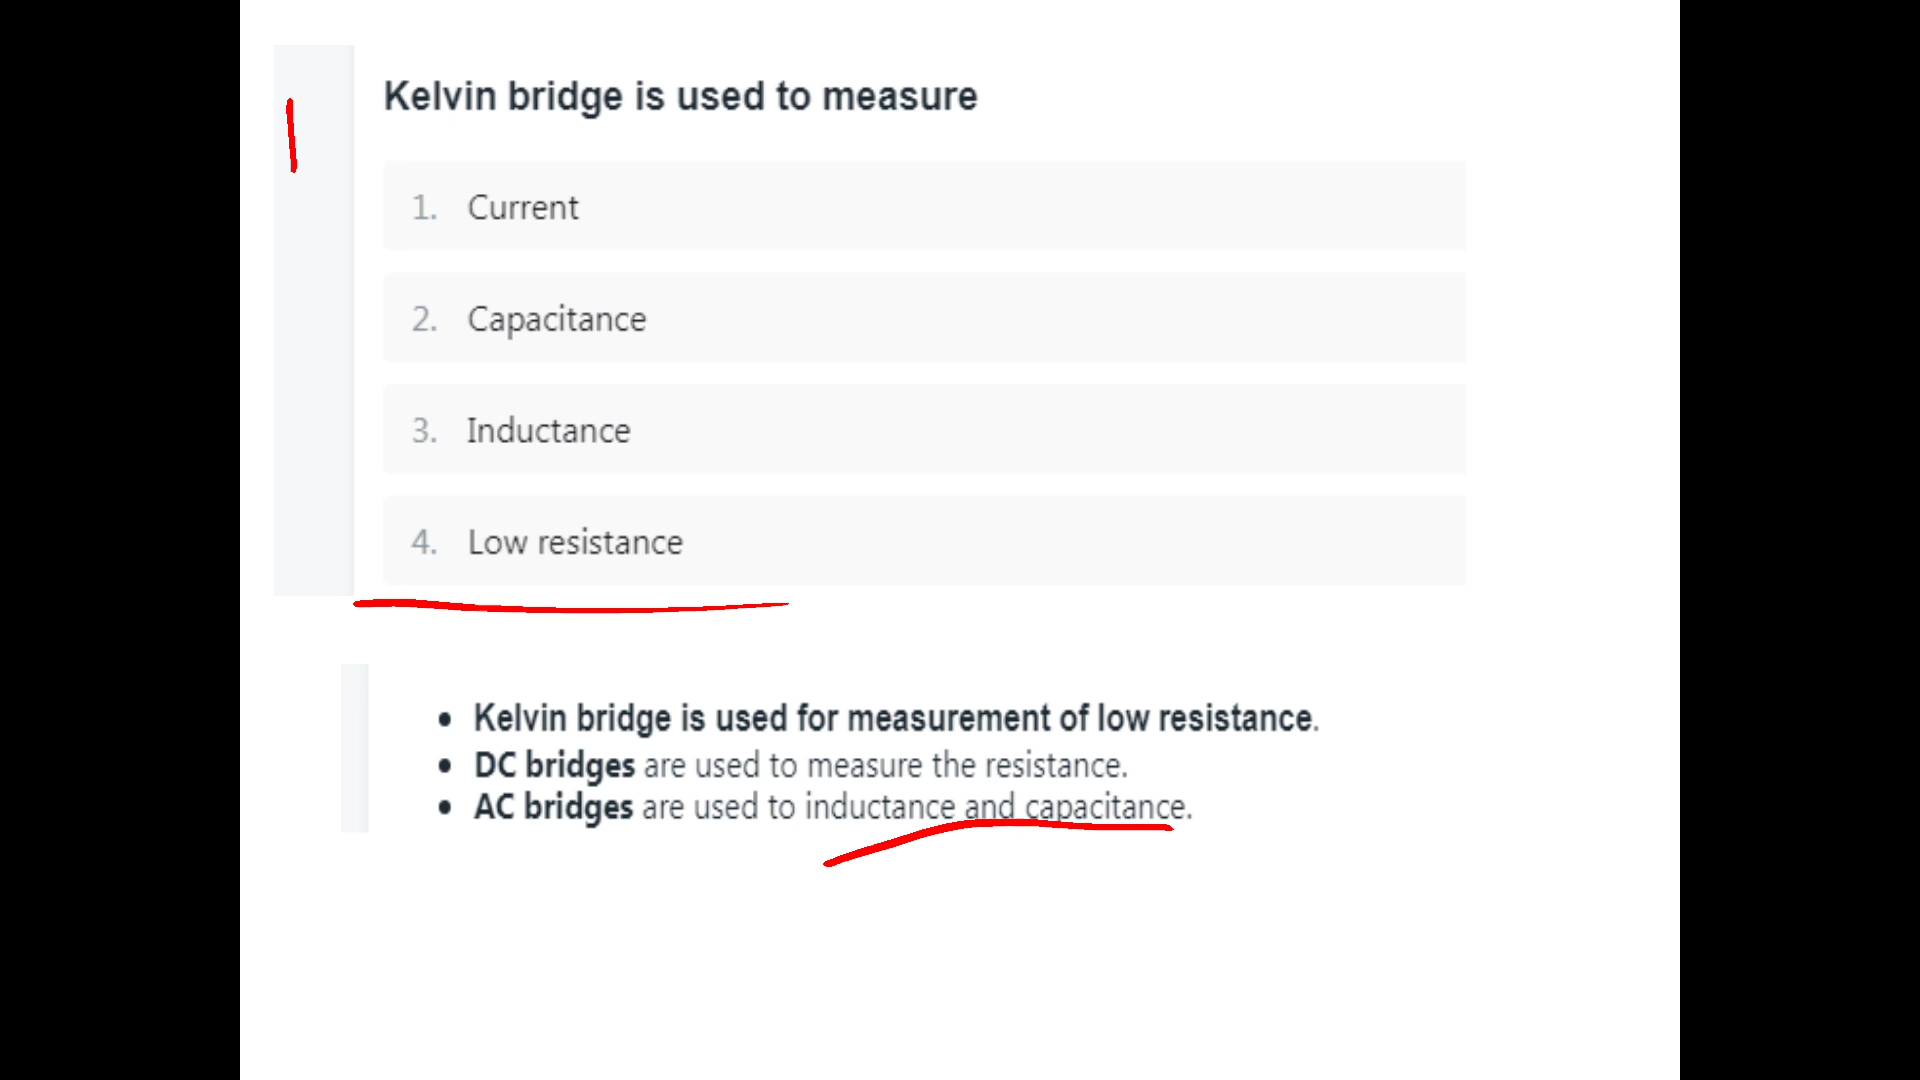 Kelvin bridge is used to measure
1. Current
2. Capacitance
3. Inductance
4. Low resistance
• Kelvin bridge is used for measurement of low resistance.
• DC bridges are used to measure the resistance.
• AC bridges are used to inductance and capacitance.